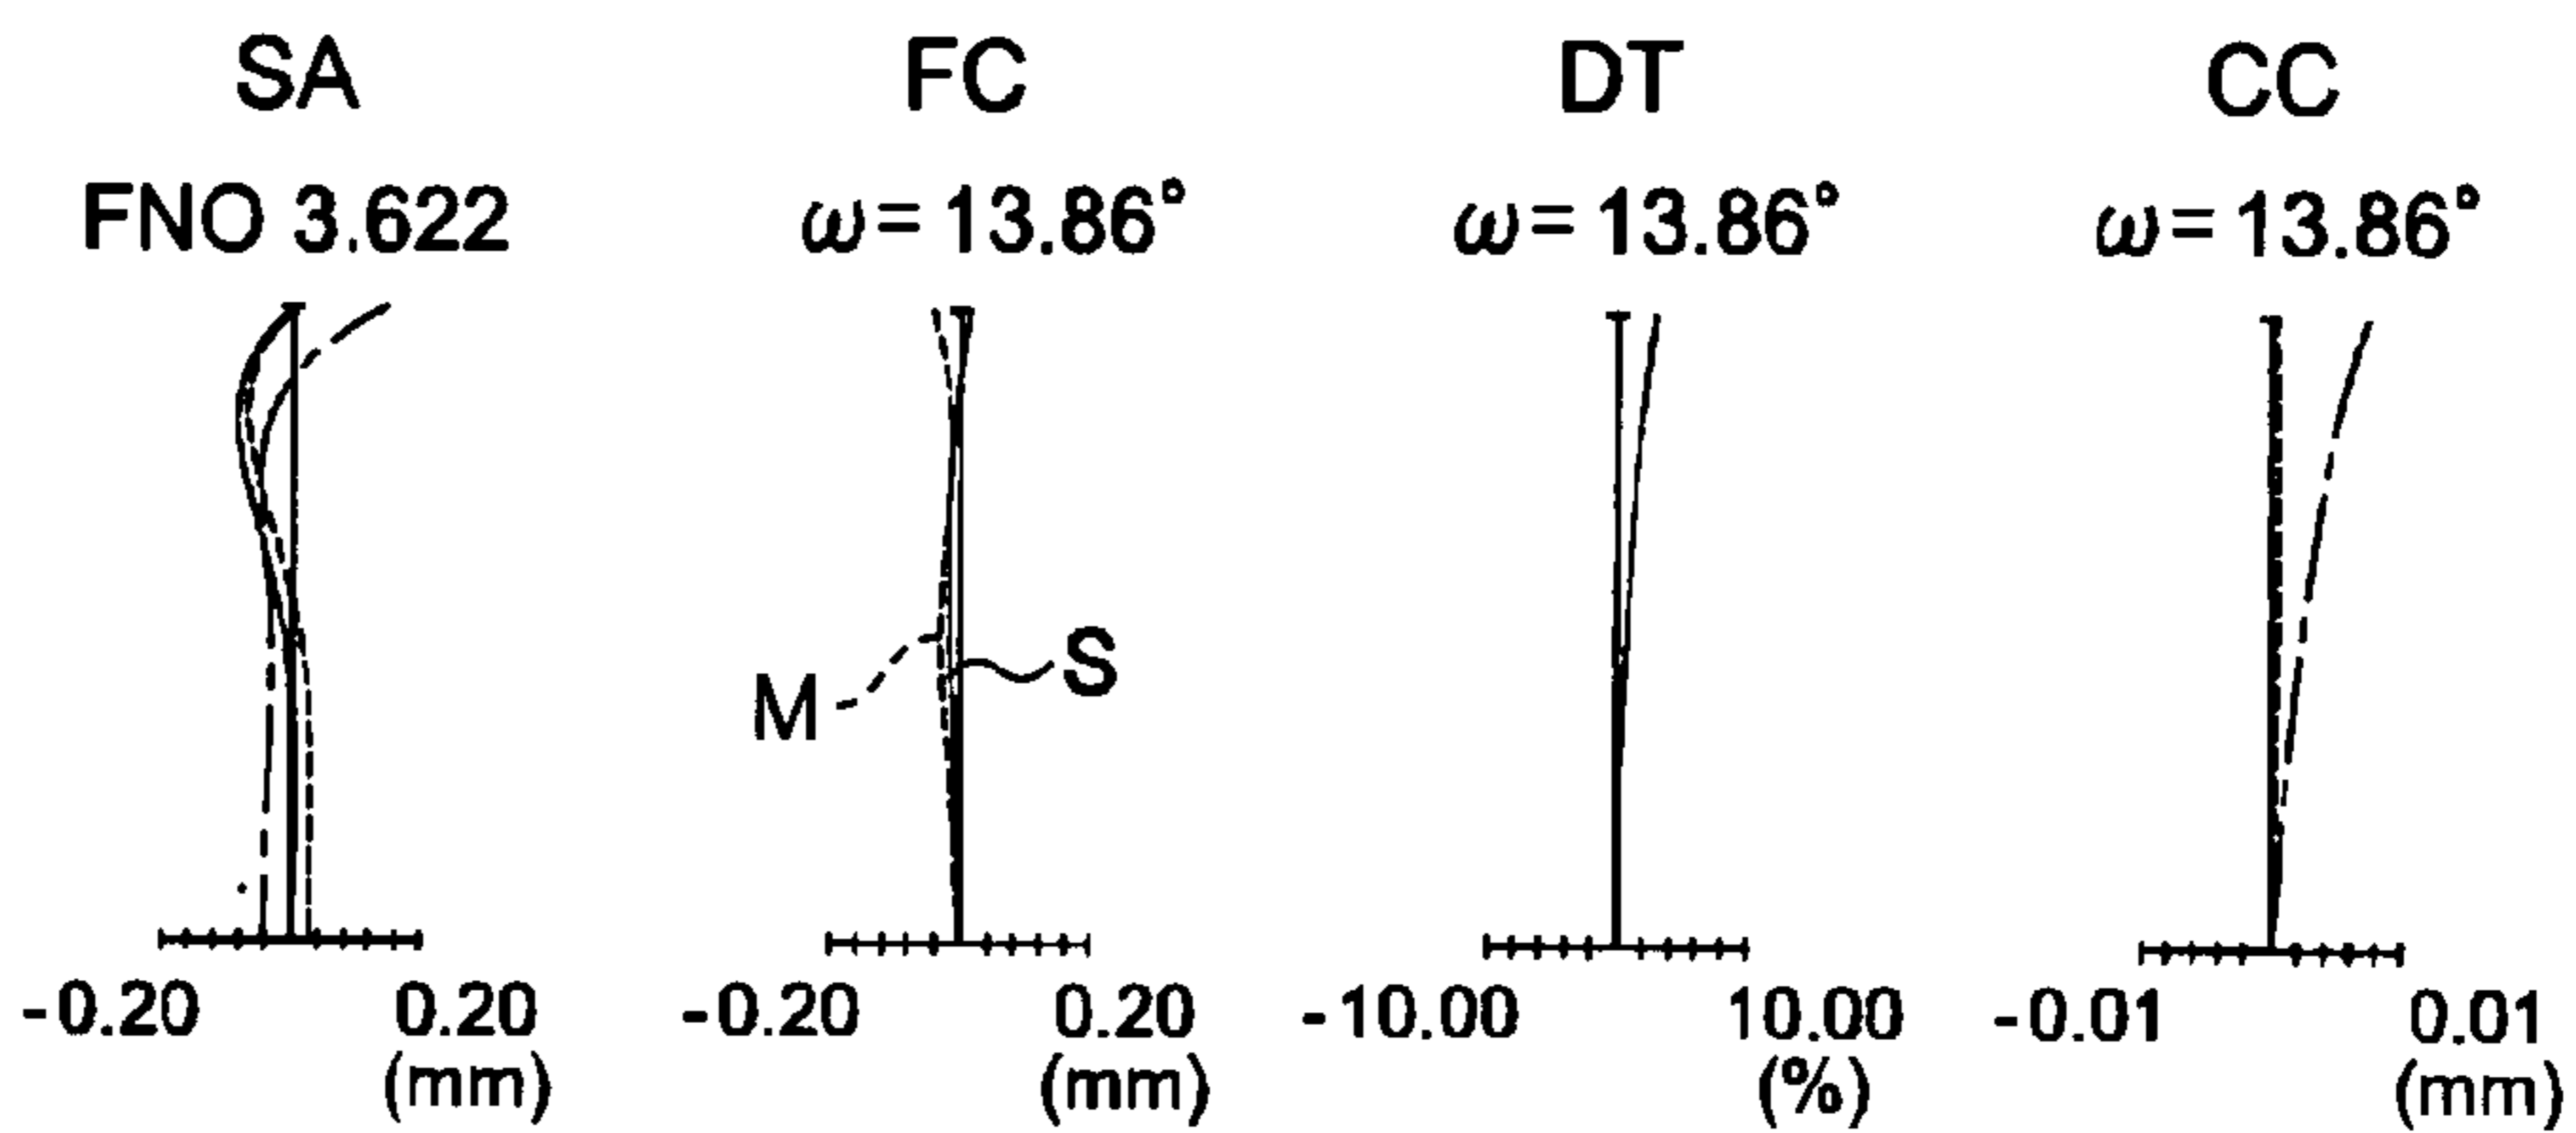 SA FC DT CC
FNO 3.622 ω= 13.86° ω= 13.86° ω= 13.86°
M S
-0.20 0.20 -0.20 0.20 -10.00 10.00 -0.01 0.01
(mm) (mm) (%) (mm)